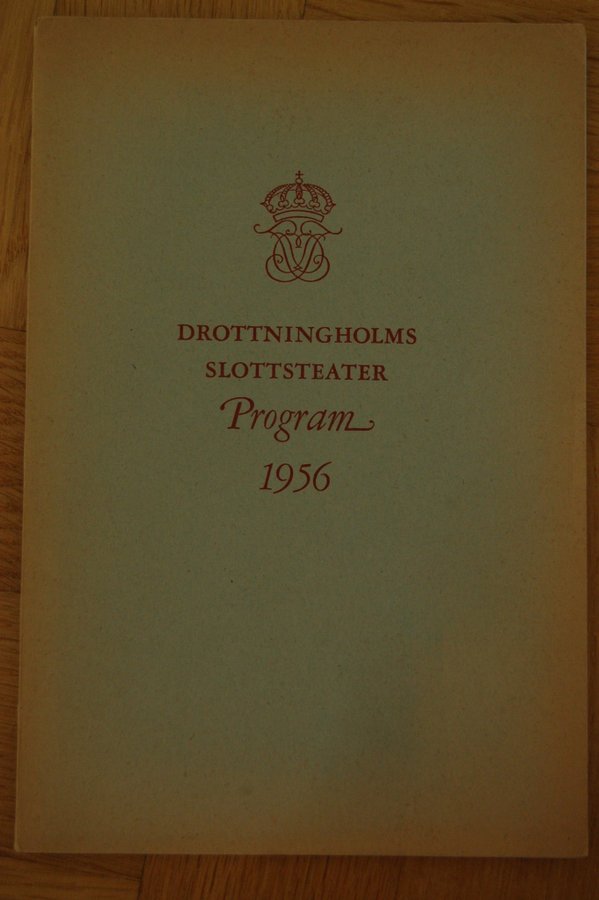 DROTTNINGHOLMS
SLOTTSTEATER
Program
1956